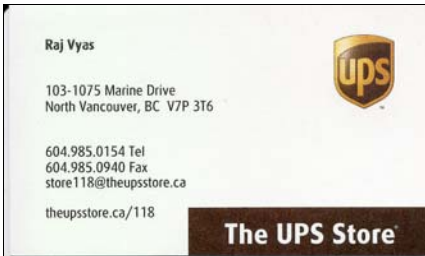 Raj Vyas
ups
103-1075 Marine Drive
North Vancouver, BC V7P 3T6
604.985.0154 Tel
604.985.0940 Fax
store118@theupsstore.ca
theupsstore.ca/118
The UPS Store